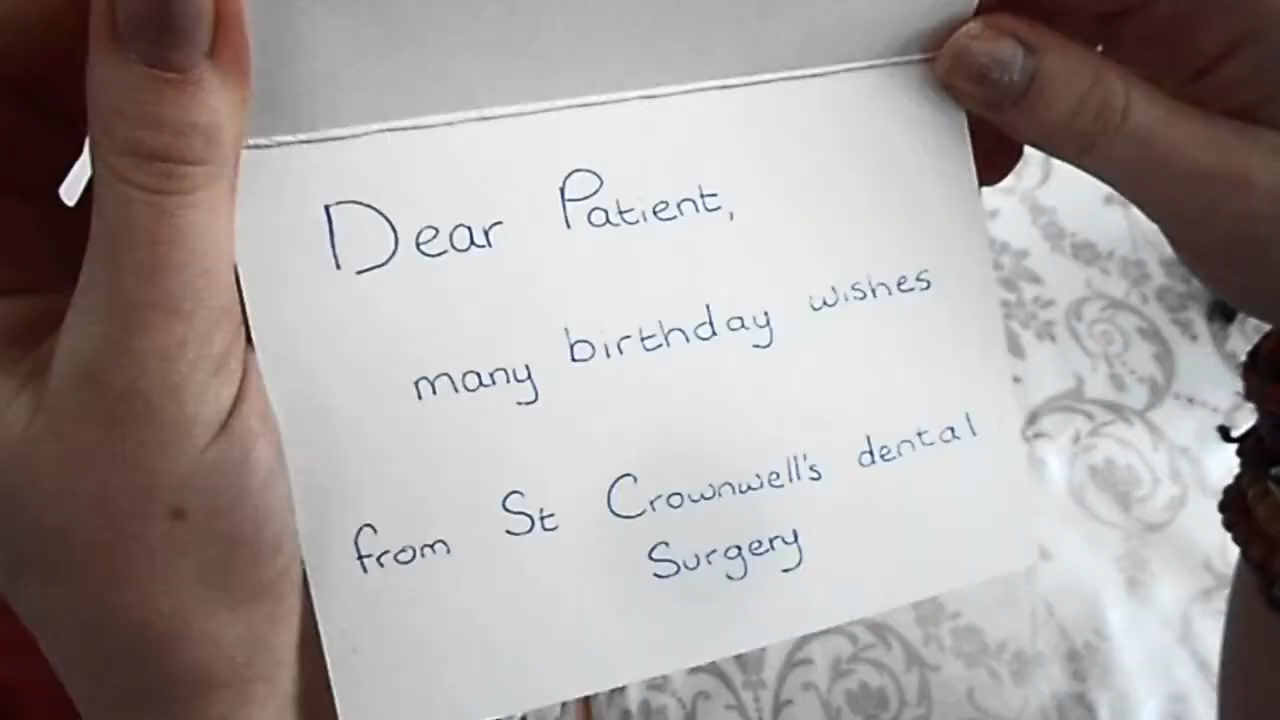 Dear Patient,
many birthday wishes
from St Crownwell's dental
Surgery